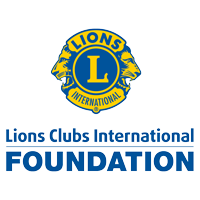 LIONS
L
INTERNATIONAL
Lions Clubs International
FOUNDATION